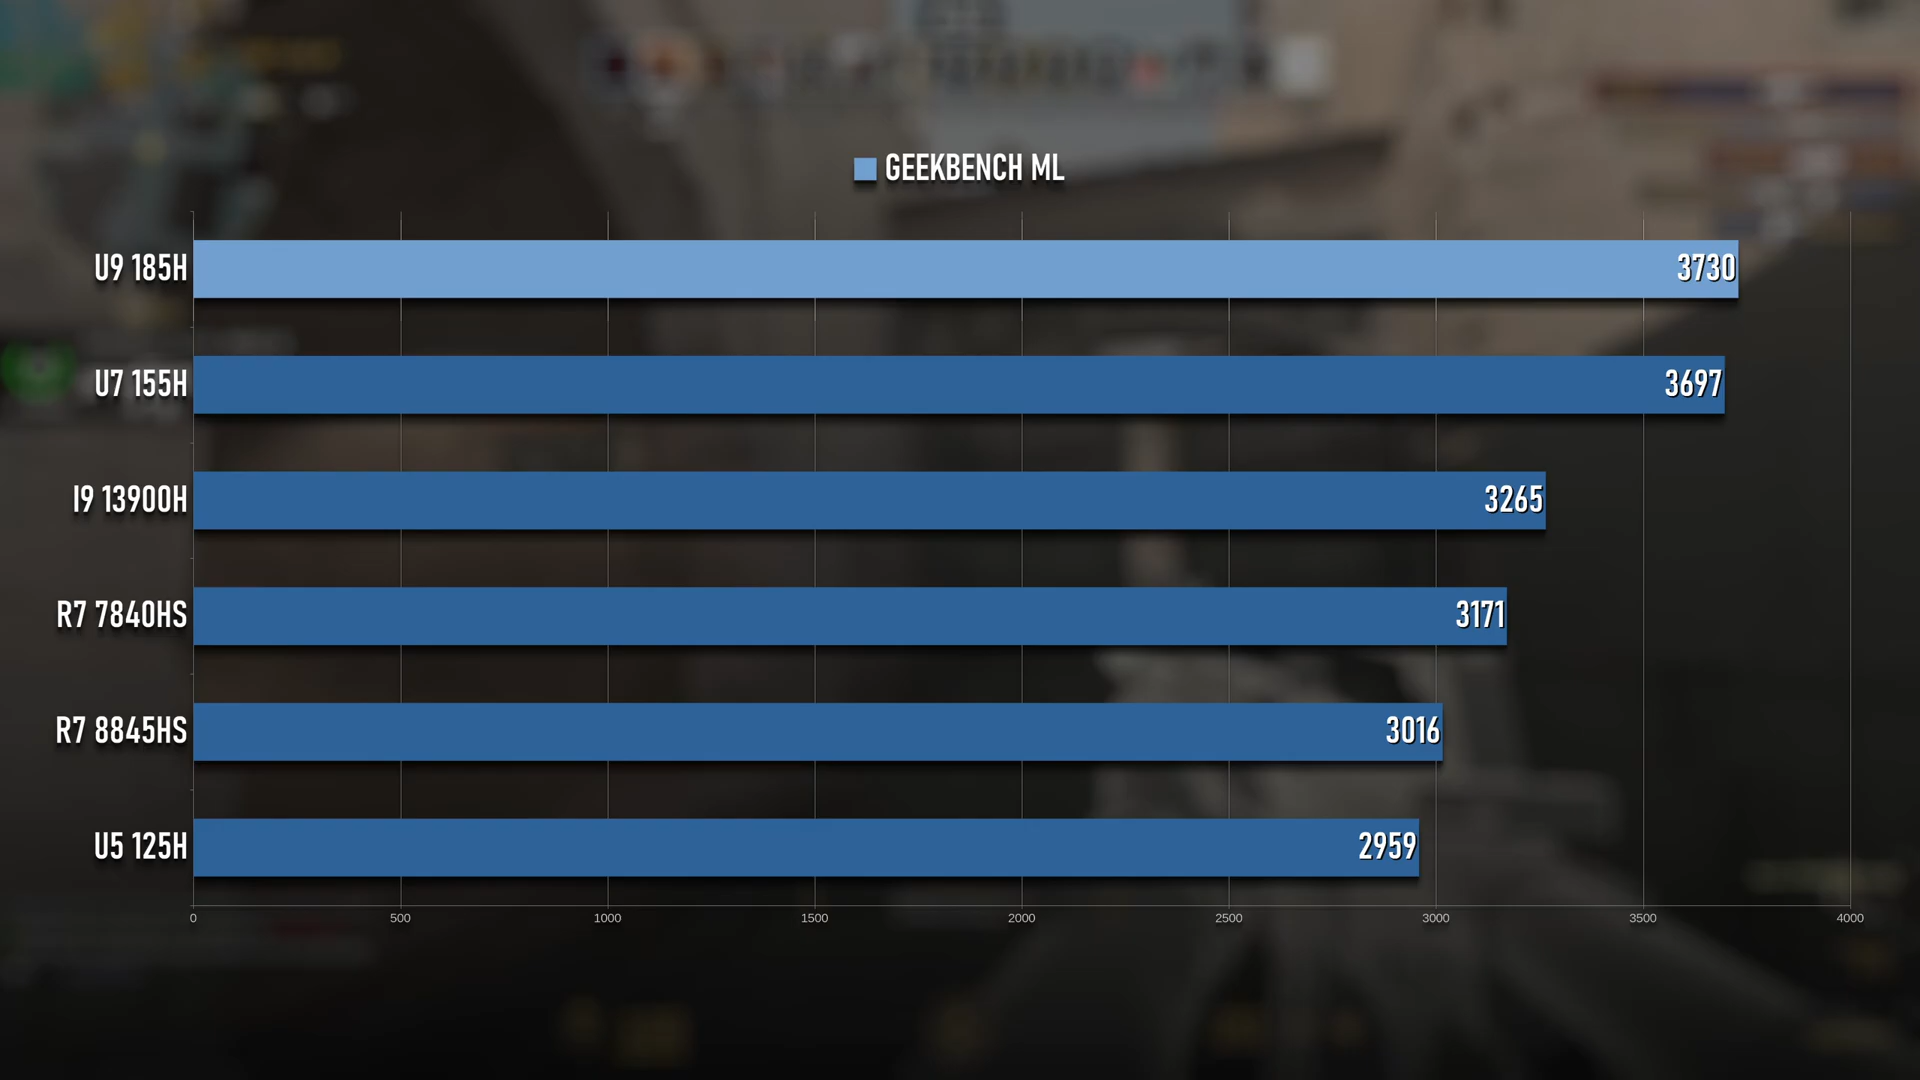 GEEKBENCH ML
U9 185H 3730
U7 155H 3697
I9 13900H 3265
R7 7840HS 3171
R7 8845HS 3016
U5 125H 2959
0 500 1000 1500 2000 2500 3000 3500 4000